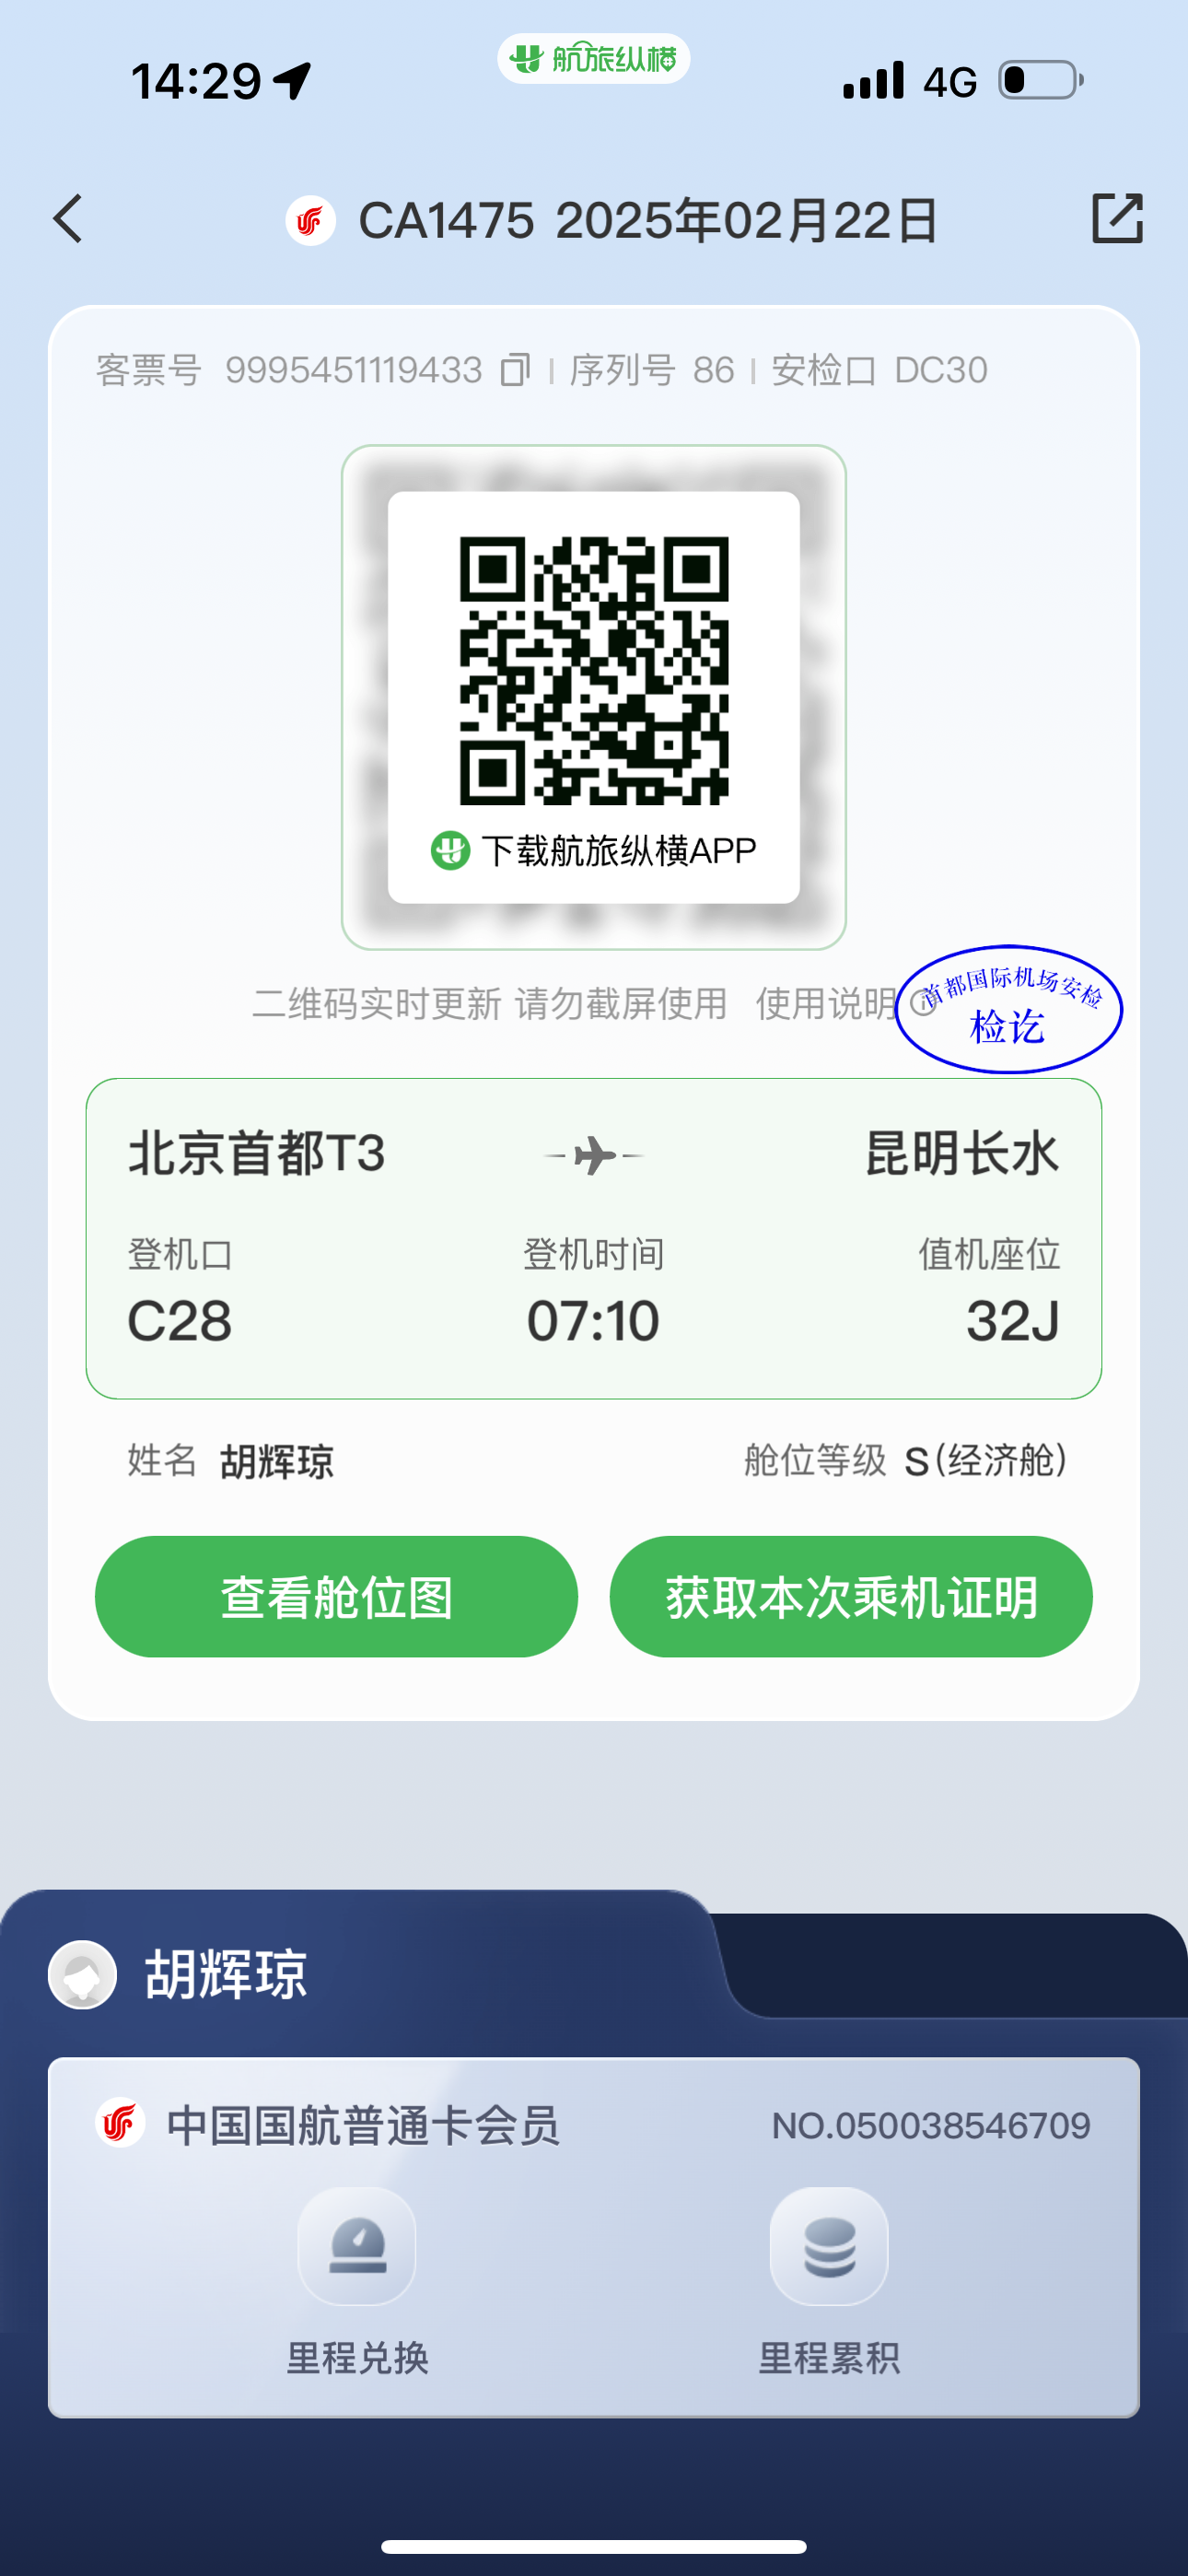 14:29
航旅纵横
4G
CA1475 2025年02月22日
客票号 9995451119433 序列号 86 安检口 DC30
下载航旅纵横APP
二维码实时更新 请勿截屏使用 使用说明
首都国际机场安检
检讫
北京首都T3 昆明长水
登机口 登机时间 值机座位
C28 07:10 32J
姓名 胡辉琼 舱位等级 S(经济舱)
查看舱位图 获取本次乘机证明
胡辉琼
中国国航普通卡会员 NO.050038546709
里程兑换 里程累积